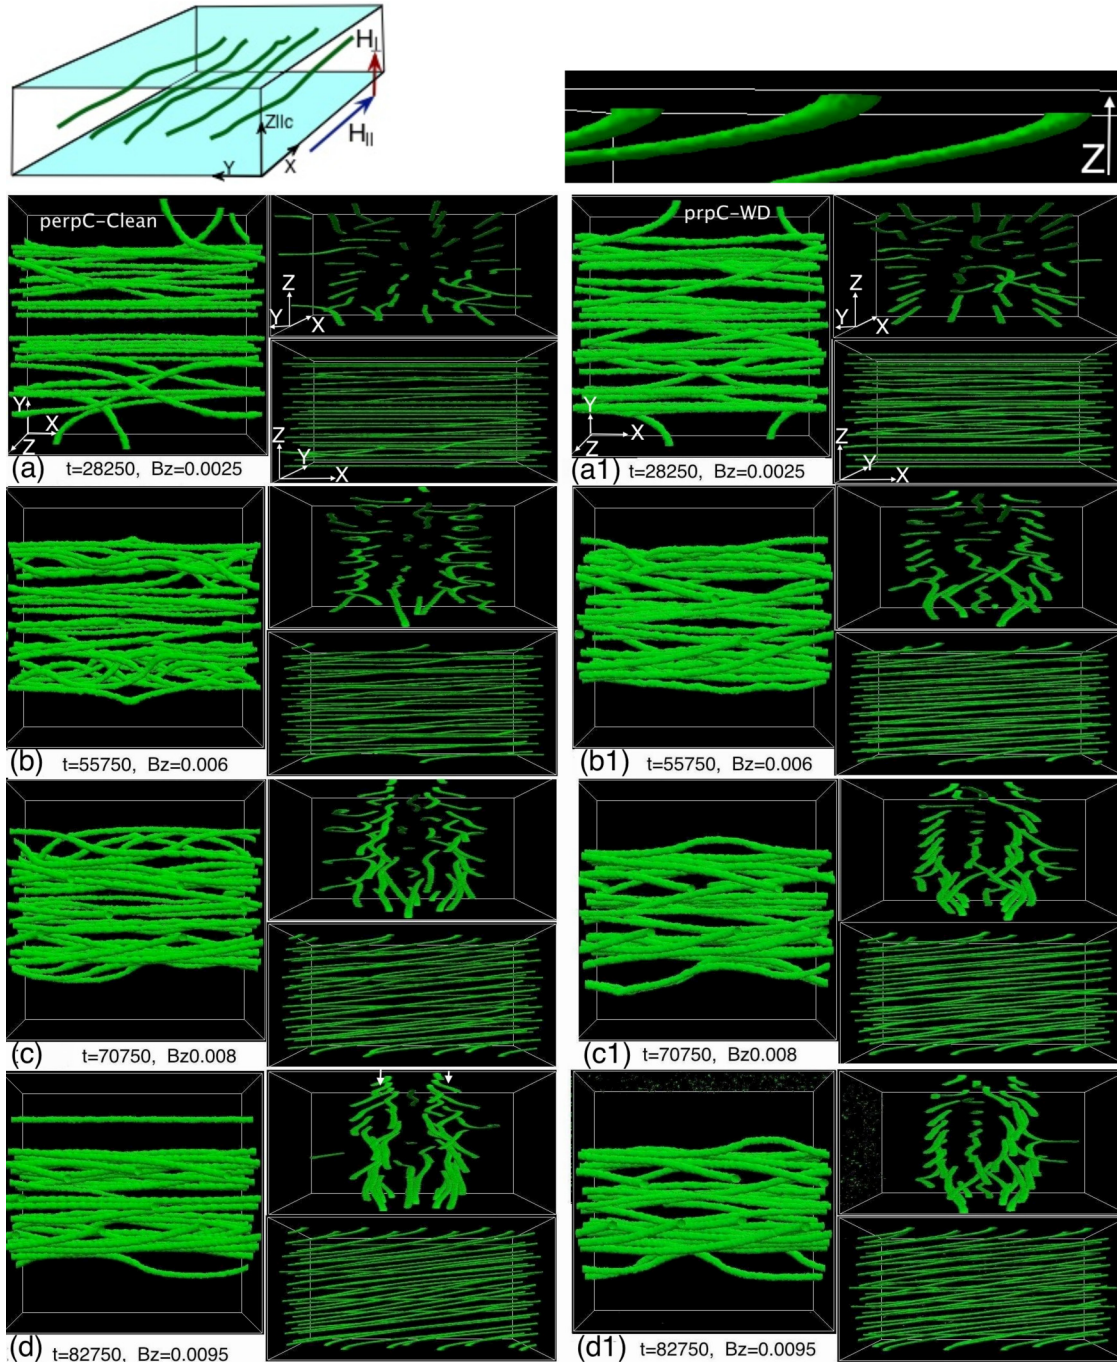 H⊥
Z||c
H||
Y
X
Z
perpC-Clean
Z
Y
X
Y
X
Z
Z
Y
X
(a) t=28250, Bz=0.0025
prpC-WD
Z
Y
X
Y
X
Z
Z
Y
X
(a1) t=28250, Bz=0.0025
(b) t=55750, Bz=0.006
(b1) t=55750, Bz=0.006
(c) t=70750, Bz0.008
(c1) t=70750, Bz0.008
(d) t=82750, Bz=0.0095
(d1) t=82750, Bz=0.0095